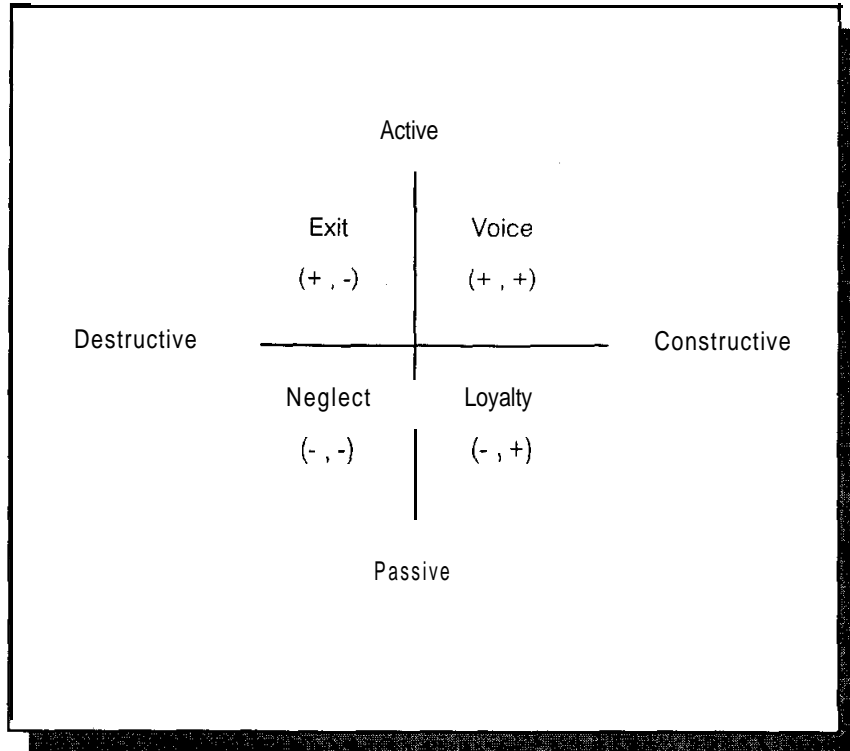 Active
Exit Voice
(+ , -) (+ , +)
Destructive Constructive
Neglect Loyalty
(- , -) (- , +)
Passive